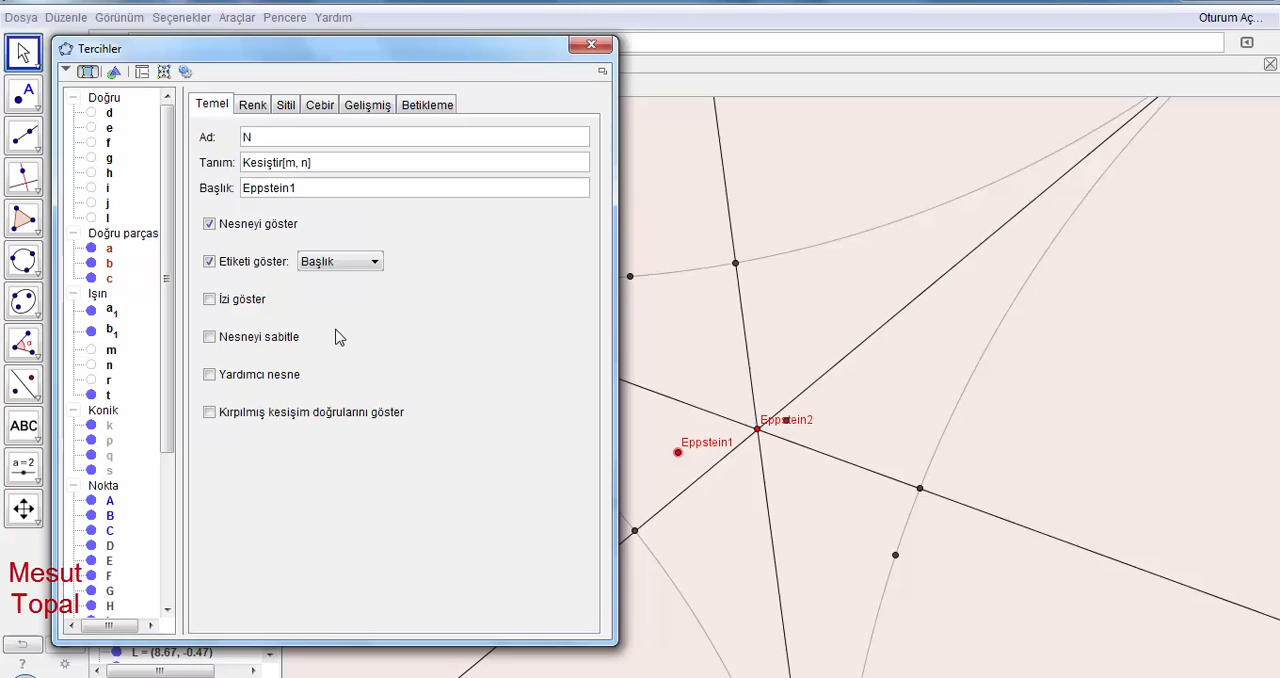 Dosya Düzenle Görünüm Seçenekler Araçlar Pencere Yardım Oturum Aç...
Tercihler
Doğru
d
e
f
g
h
i
j
l
Doğru parças
a
b
c
Işın
a1
b1
m
n
r
t
Konik
k
p
q
s
Nokta
A
B
C
D
E
F
G
H
Temel Renk Sitil Cebir Gelişmiş Betikleme
Ad: N
Tanım: Kesiştir[m, n]
Başlık: Eppstein1
Nesneyi göster
Etiketi göster: Başlık
İzi göster
Nesneyi sabitle
Yardımcı nesne
Kırpılmış kesişim doğrularını göster
A
α
ABC
a=2
Mesut
Topal
?
L = (8.67, -0.47)
Eppstein2
Eppstein1